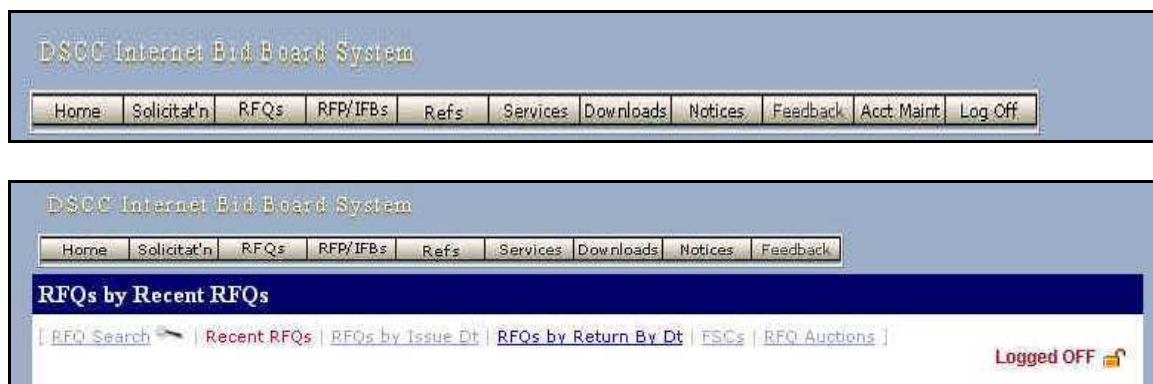 DSCC Internet Bid Board System
Home Solicitat'n RFQs RFP/IFBs Refs Services Downloads Notices Feedback Acct Maint Log Off
DSCC Internet Bid Board System
Home Solicitat'n RFQs RFP/IFBs Refs Services Downloads Notices Feedback
RFQs by Recent RFQs
[ RFQ Search | Recent RFQs | RFQs by Issue Dt | RFQs by Return By Dt | FSCs | RFQ Auctions ]
Logged OFF